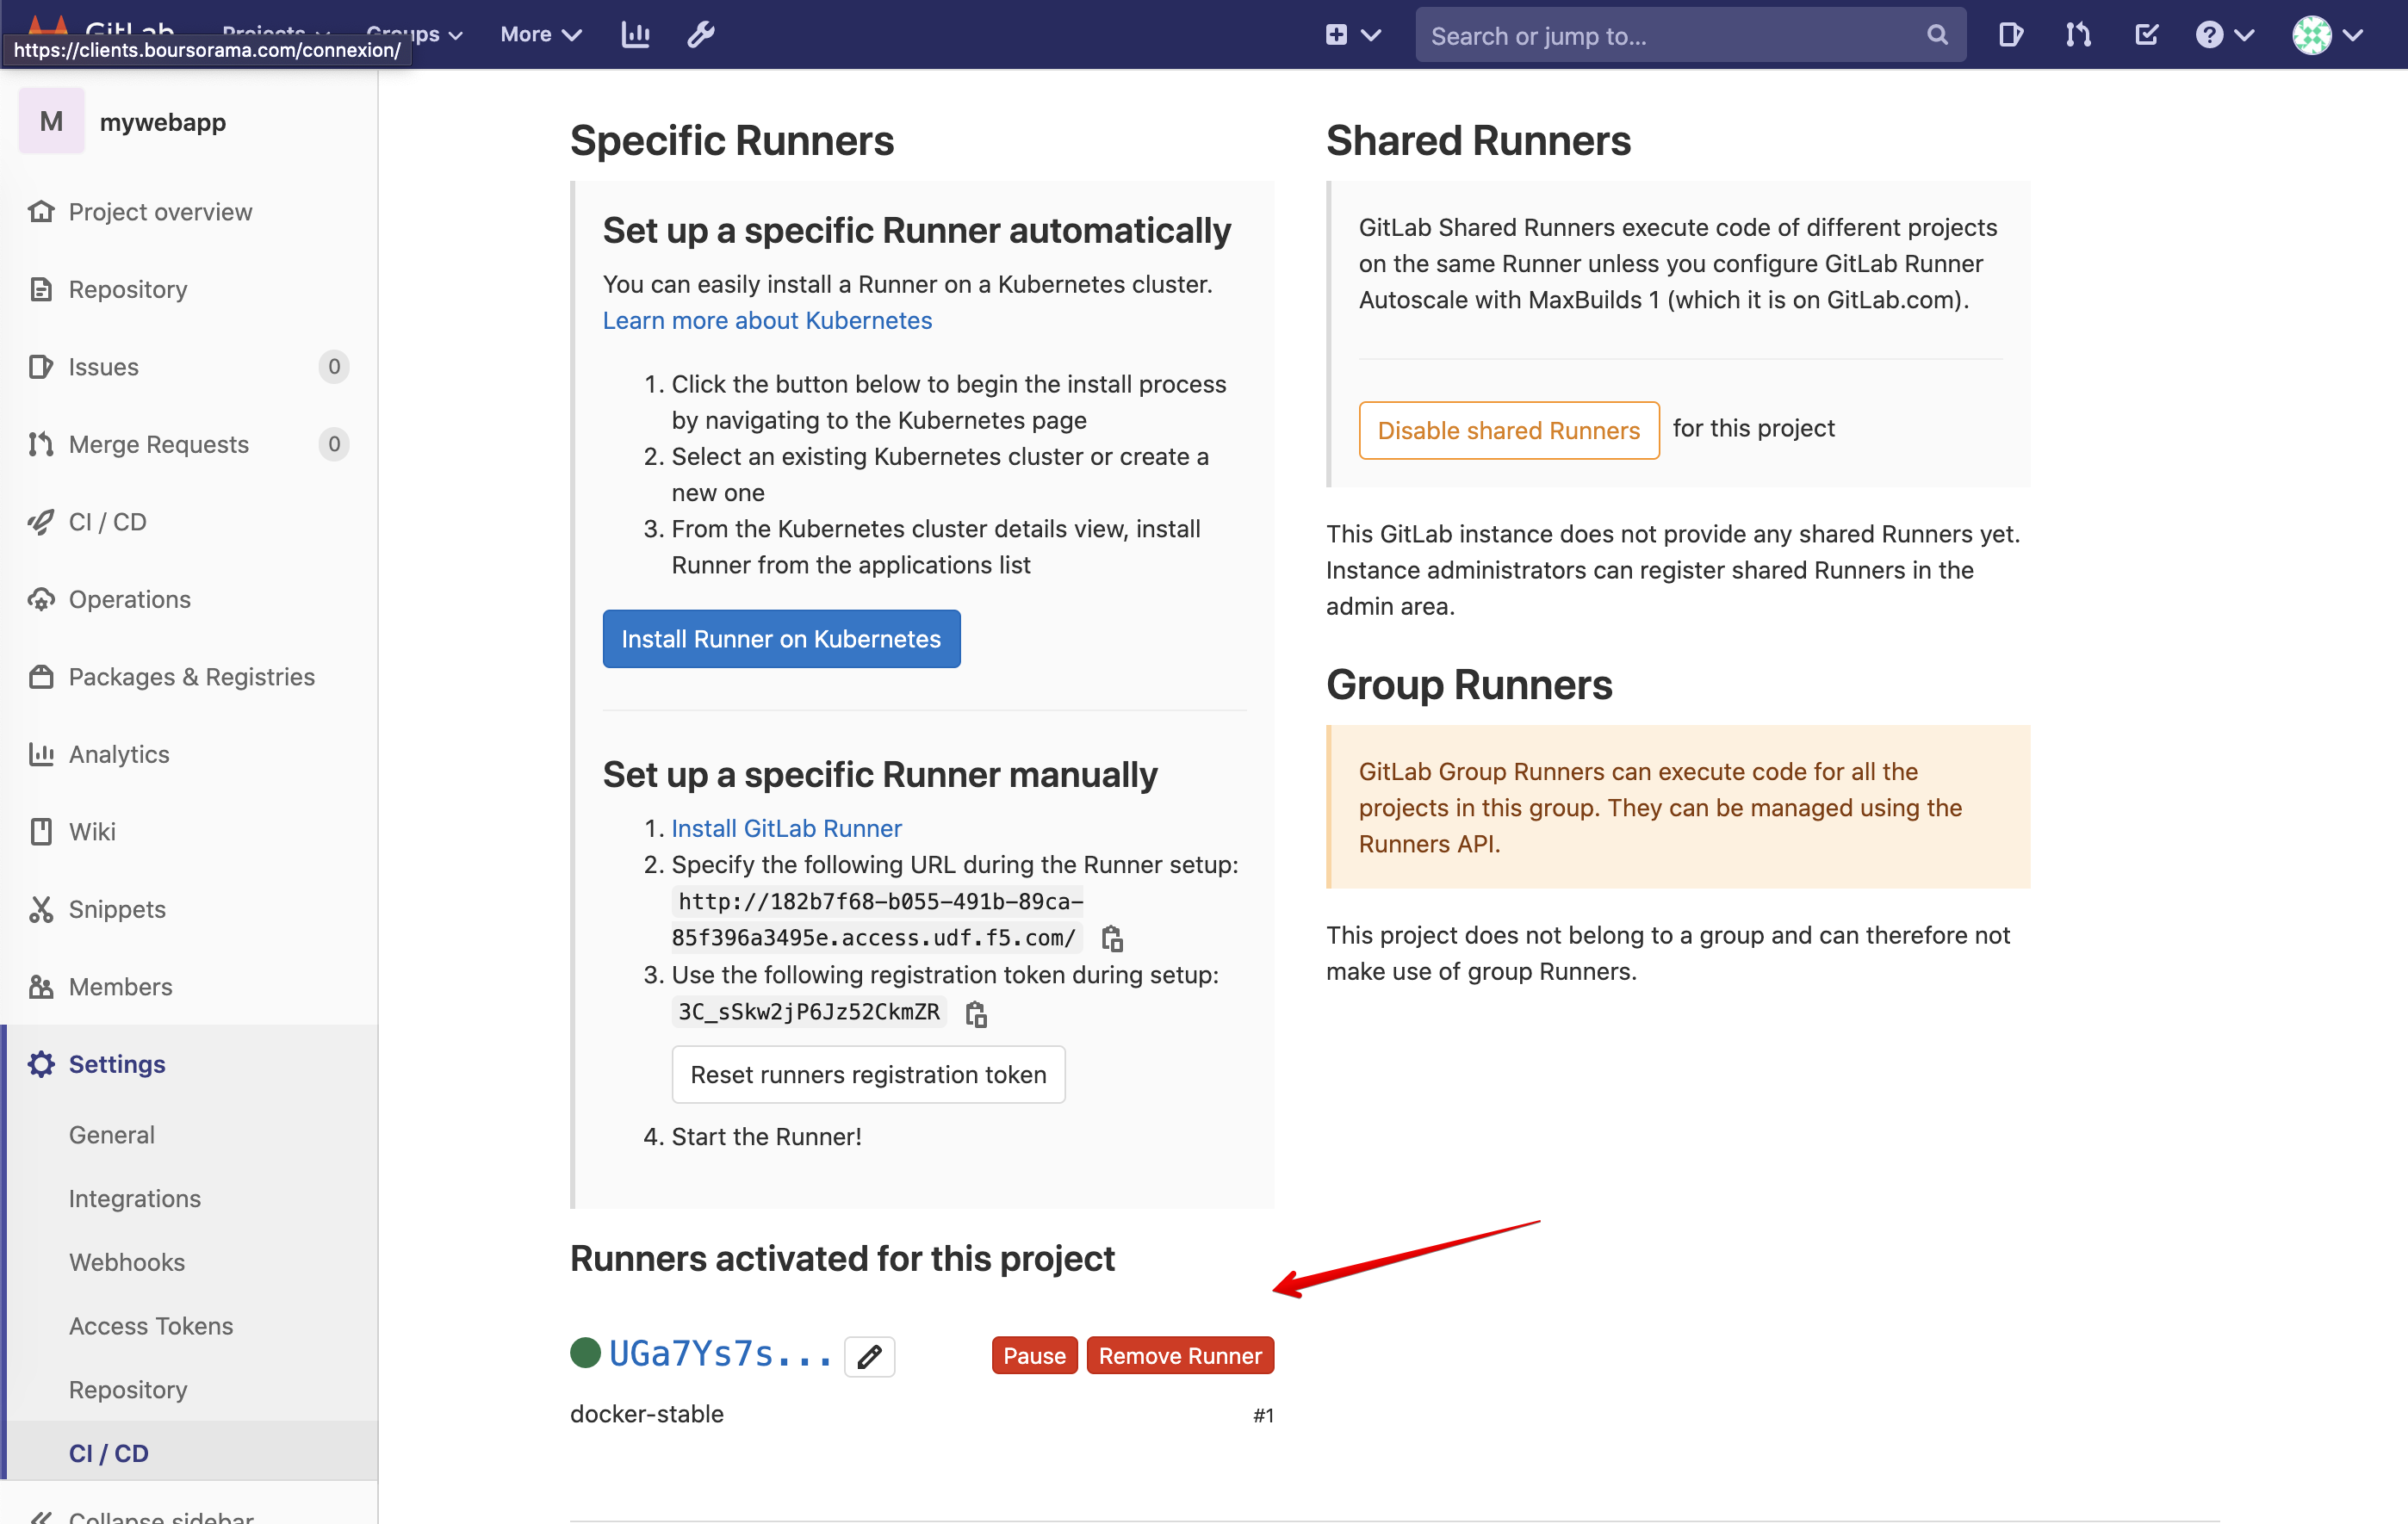 GitLab Projects Groups More
Search or jump to...
https://clients.boursorama.com/connexion/
M mywebapp
Project overview
Repository
Issues 0
Merge Requests 0
CI / CD
Operations
Packages & Registries
Analytics
Wiki
Snippets
Members
Settings
General
Integrations
Webhooks
Access Tokens
Repository
CI / CD
Collapse sidebar
Specific Runners
Set up a specific Runner automatically
You can easily install a Runner on a Kubernetes cluster.
Learn more about Kubernetes
1. Click the button below to begin the install process
by navigating to the Kubernetes page
2. Select an existing Kubernetes cluster or create a
new one
3. From the Kubernetes cluster details view, install
Runner from the applications list
Install Runner on Kubernetes
Set up a specific Runner manually
1. Install GitLab Runner
2. Specify the following URL during the Runner setup:
http://182b7f68-b055-491b-89ca-
85f396a3495e.access.udf.f5.com/
3. Use the following registration token during setup:
3C_sSkw2jP6Jz52CkmZR
Reset runners registration token
4. Start the Runner!
Runners activated for this project
UGa7Ys7s...
Pause Remove Runner
docker-stable #1
Shared Runners
GitLab Shared Runners execute code of different projects
on the same Runner unless you configure GitLab Runner
Autoscale with MaxBuilds 1 (which it is on GitLab.com).
Disable shared Runners for this project
This GitLab instance does not provide any shared Runners yet.
Instance administrators can register shared Runners in the
admin area.
Group Runners
GitLab Group Runners can execute code for all the
projects in this group. They can be managed using the
Runners API.
This project does not belong to a group and can therefore not
make use of group Runners.